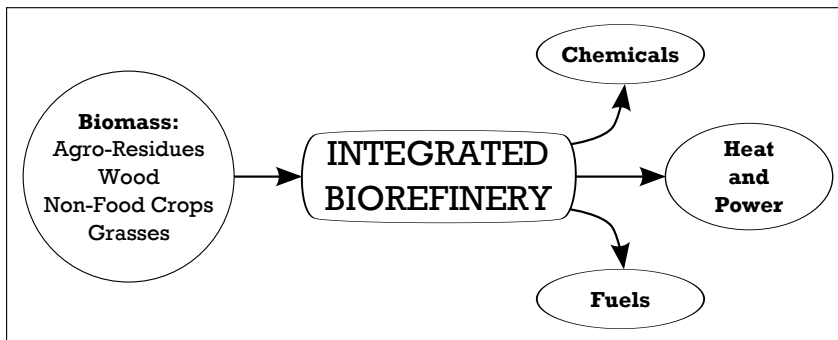 Biomass:
Agro-Residues
Wood
Non-Food Crops
Grasses
INTEGRATED
BIOREFINERY
Chemicals
Heat
and
Power
Fuels